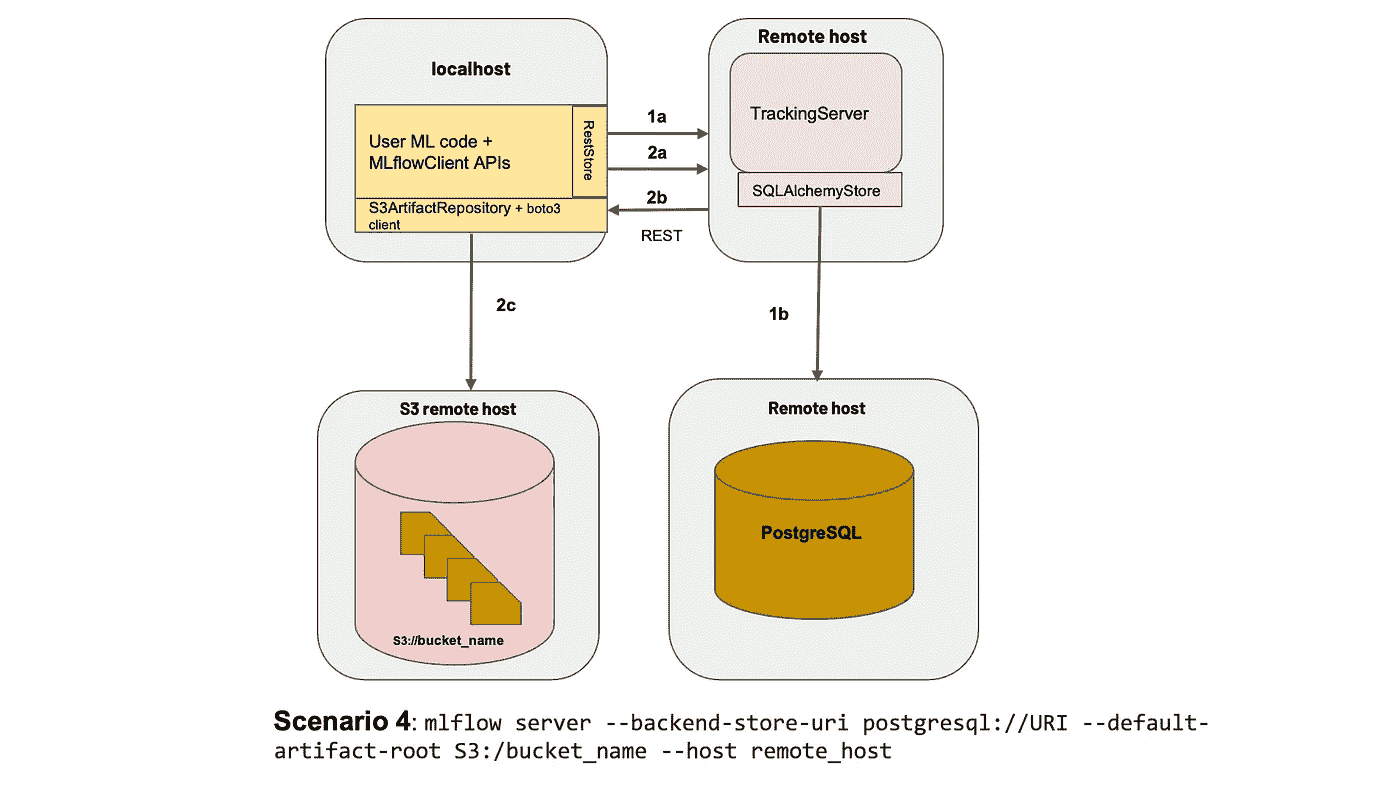 localhost
Remote host
User ML code +
MLflowClient APIs
RestStore
S3ArtifactRepository + boto3
client
1a
2a
2b
REST
TrackingServer
SQLAlchemyStore
2c
1b
S3 remote host
S3://bucket_name
Remote host
PostgreSQL
Scenario 4: mlflow server --backend-store-uri postgresql://URI --default-
artifact-root S3:/bucket_name --host remote_host